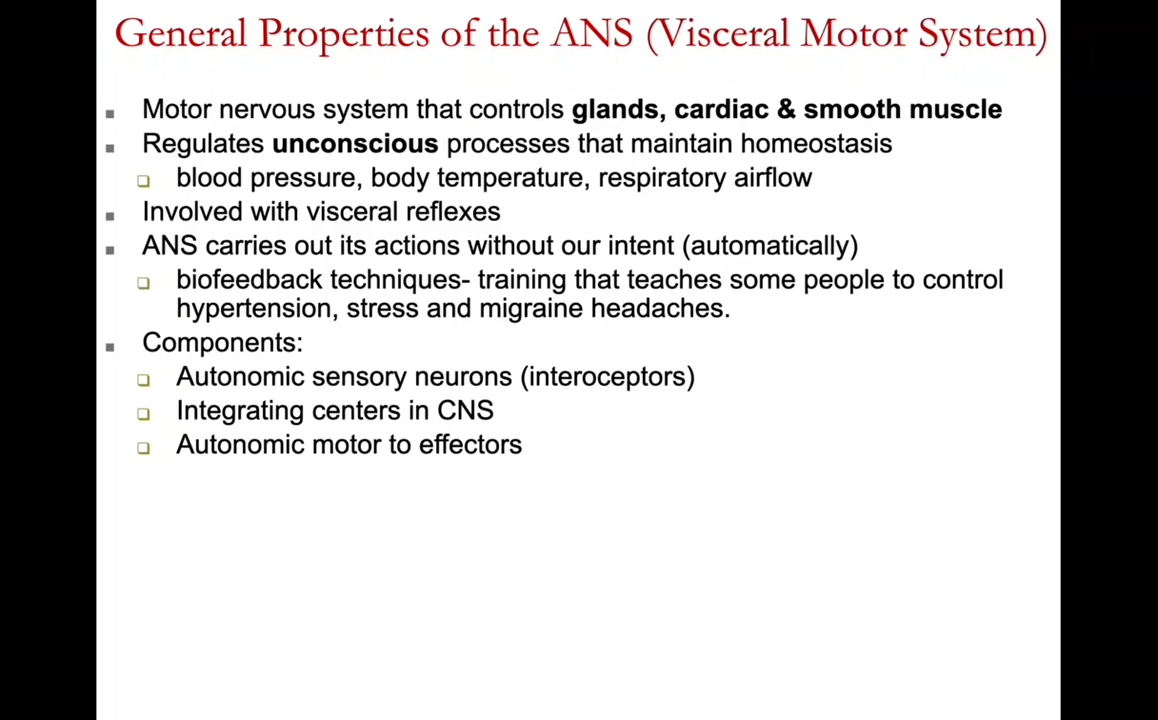 General Properties of the ANS (Visceral Motor System)
Motor nervous system that controls glands, cardiac & smooth muscle
Regulates unconscious processes that maintain homeostasis
blood pressure, body temperature, respiratory airflow
Involved with visceral reflexes
ANS carries out its actions without our intent (automatically)
biofeedback techniques- training that teaches some people to control
hypertension, stress and migraine headaches.
Components:
Autonomic sensory neurons (interoceptors)
Integrating centers in CNS
Autonomic motor to effectors